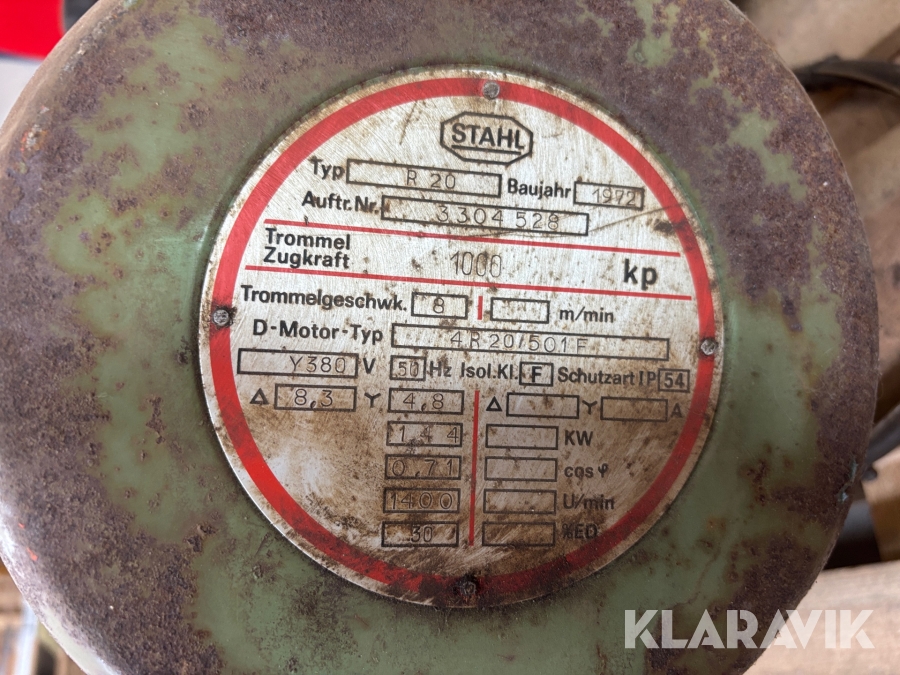 STAHL
Typ R 20 Baujahr 1972
Auftr. Nr. 3304 528
Trommel
Zugkraft 1000 kp
Trommelgeschwk. 8 m/min
D-Motor-Typ 4R20/501F
Y380 V 50 Hz Isol.Kl. F Schutzart IP 54
Δ 8,3 Y 4,8 Δ Y A
1.44 KW
0,71 cos φ
1400 U/min
30 %ED
KLARAVIK